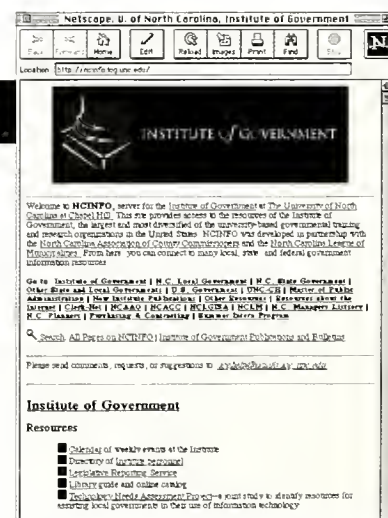 Netscape: U. of North Carolina, Institute of Government
Back Forward Home Edit Reload Images Print Find Stop
N
Location:
INSTITUTE of GOVERNMENT
Welcome to NCINFO, server for the Institute of Government at The University of North
Carolina at Chapel Hill. This site provides access to the resources of the Institute of
Government, the largest and most diversified of the university-based governmental training
and research organizations in the United States. NCINFO was developed in partnership with
the North Carolina Association of County Commissioners and the North Carolina League of
Municipalities. From here you can connect to many local, state and federal government
information resources.
Go to: Institute of Government | N.C. Local Government | N.C. State Government |
Other State and Local Governments | U.S. Government | UNC-CH | Master of Public
Administration | New Institute Publications | Other Resources | Resources about the
Internet | Clerk-Net | NCAAO | NCACC | NCLGISA | NCLM | N.C. Managers Listserv |
N.C. Planners | Purchasing & Contracting | Summer Intern Program
Search: All Pages on NCINFO | Institute of Government Publications and Bulletins
Please send comments, requests, or suggestions to
Institute of Government
Resources
Calendar of weekly events at the Institute
Directory of Institute personnel
Legislative Reporting Service
Library guide and online catalog
Technology Needs Assessment Project—a joint study to identify resources for
assisting local governments in their use of information technology